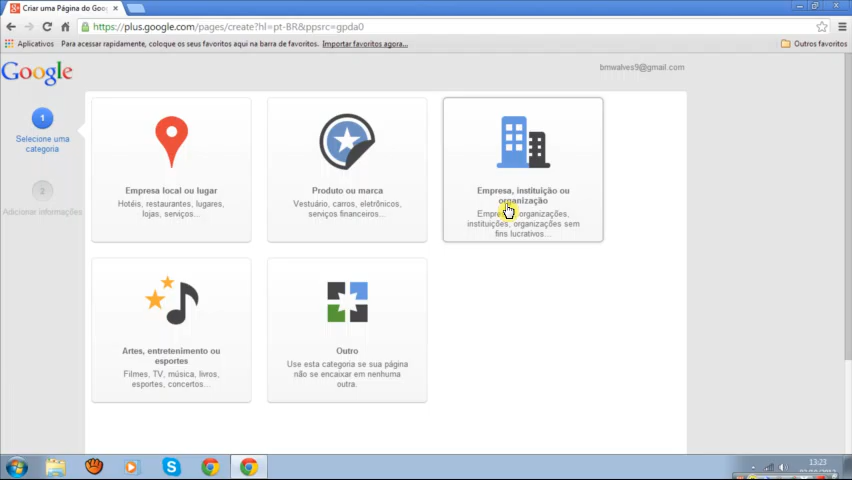 Criar uma Página do Goog
https://plus.google.com/pages/create?hl=pt-BR&ppsrc=gpda0
Aplicativos Para acessar rapidamente, coloque os seus favoritos aqui na barra de favoritos. Importar favoritos agora... Outros favoritos
Google
bmwalves9@gmail.com
1
Selecione uma
categoria
2
Adicionar informações
Empresa local ou lugar
Hotéis, restaurantes, lugares,
lojas, serviços...
Produto ou marca
Vestuário, carros, eletrônicos,
serviços financeiros...
Empresa, instituição ou
organização
organizações,
instituições, organizações sem
fins lucrativos...
Artes, entretenimento ou
esportes
Filmes, TV, música, livros,
esportes, concertos...
Outro
Use esta categoria se sua página
não se encaixar em nenhuma
outra.
13:23